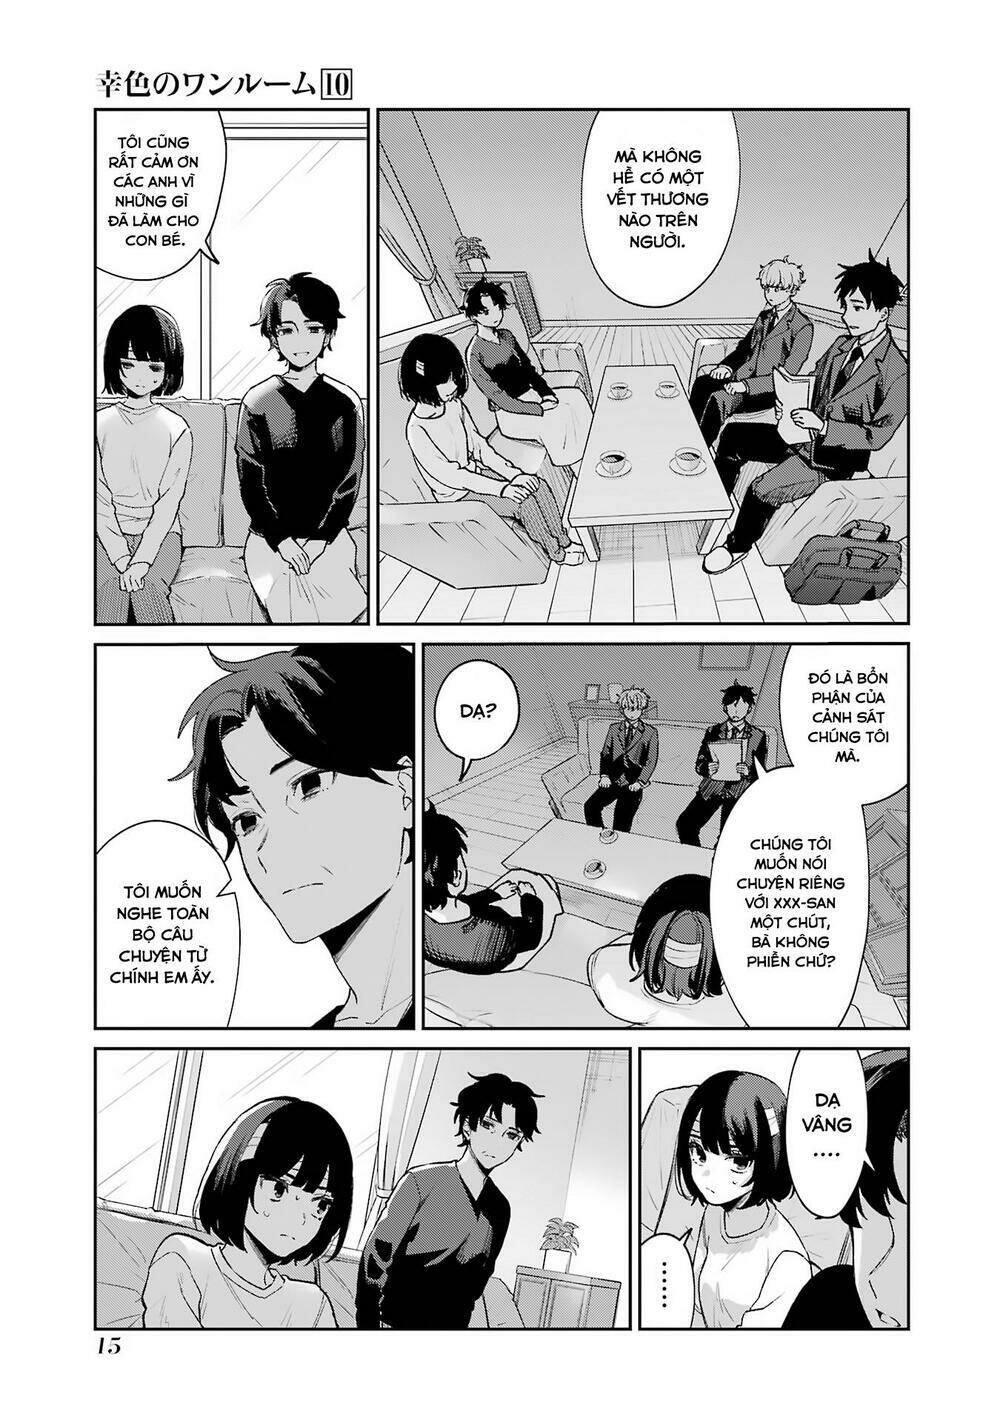 幸色のワンルーム10
MÀ KHÔNG
HỀ CÓ MỘT
VẾT THƯƠNG
NÀO TRÊN
NGƯỜI.
TÔI CŨNG
RẤT CẢM ƠN
CÁC ANH VÌ
NHỮNG GÌ
ĐÃ LÀM CHO
CON BÉ.
ĐÓ LÀ BỔN
PHẬN CỦA
CẢNH SÁT
CHÚNG TÔI
MÀ.
CHÚNG TÔI
MUỐN NÓI
CHUYỆN RIÊNG
VỚI XXX-SAN
MỘT CHÚT,
BÀ KHÔNG
PHIỀN CHỨ?
DẠ?
TÔI MUỐN
NGHE TOÀN
BỘ CÂU
CHUYỆN TỪ
CHÍNH EM ẤY.
DẠ
VÂNG
....
......
15